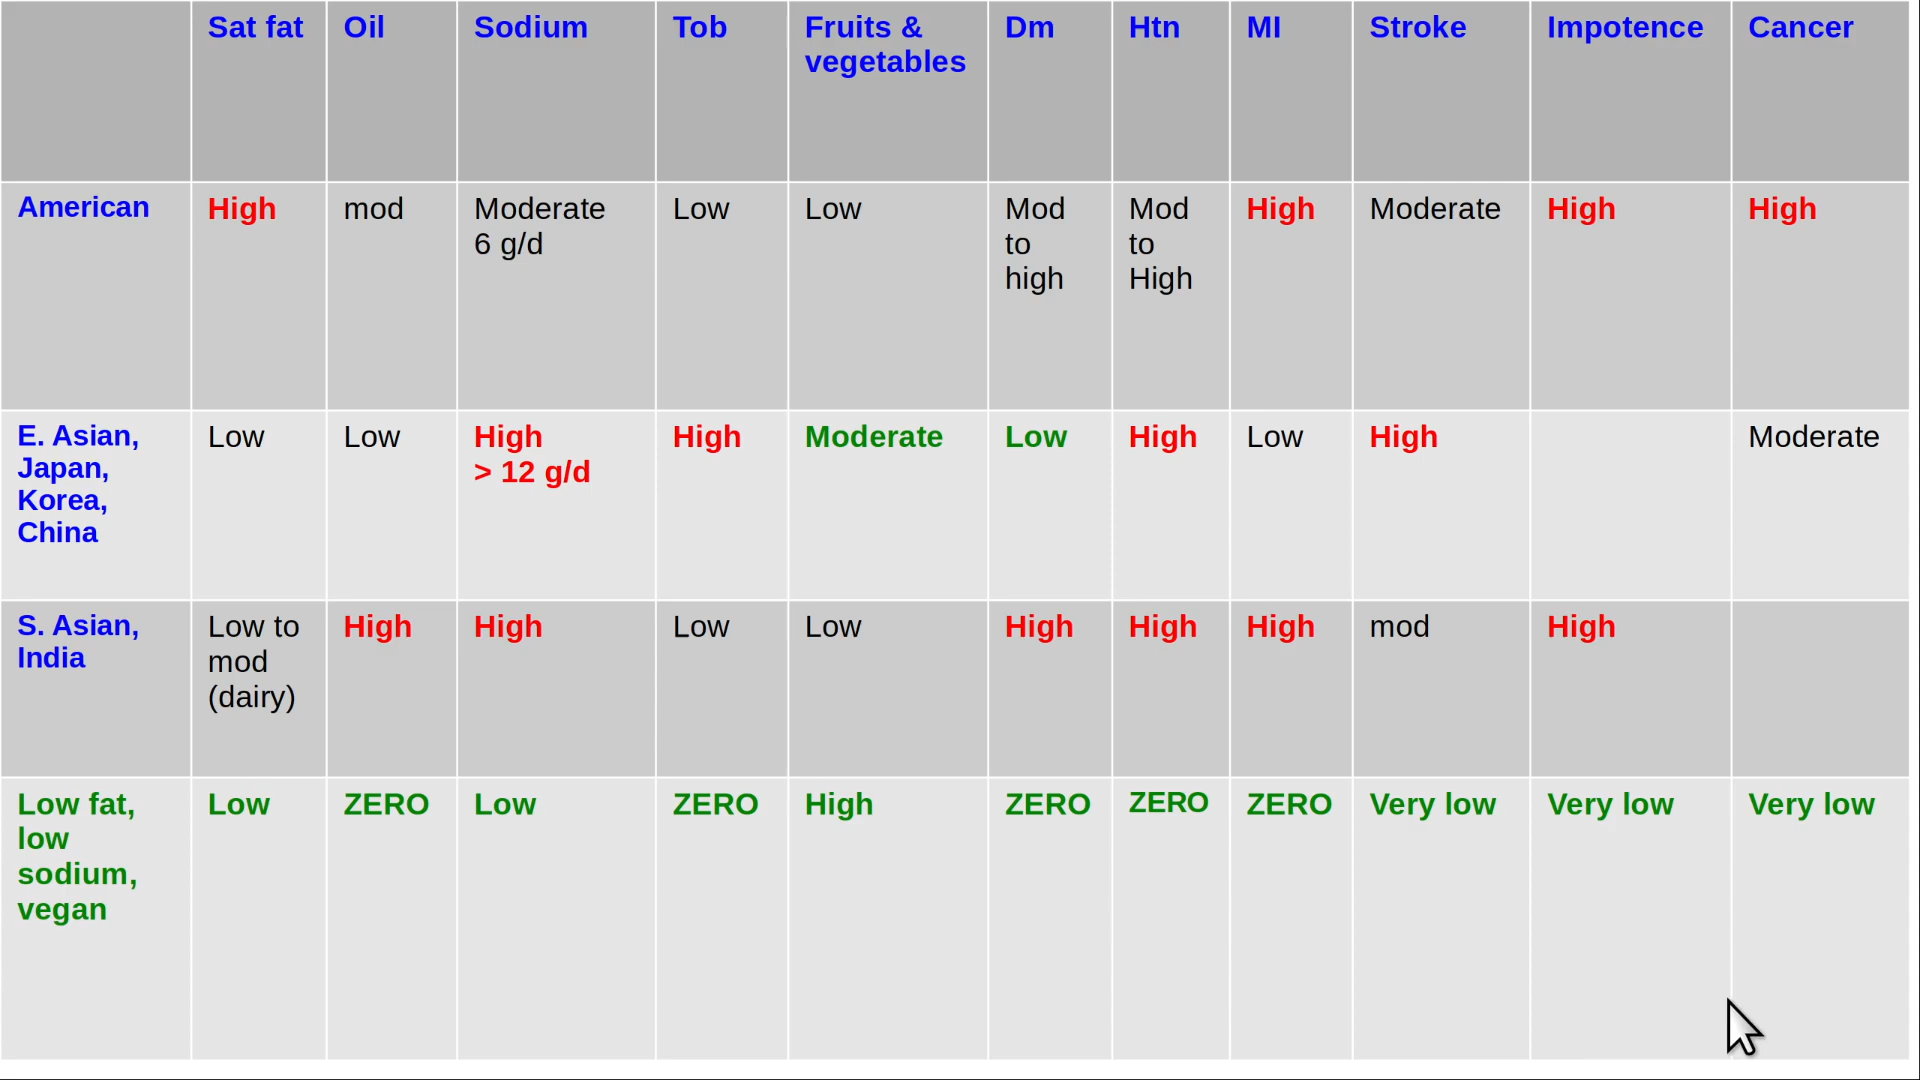 Sat fat Oil Sodium Tob Fruits & Dm Htn MI Stroke Impotence Cancer
vegetables
American High mod Moderate Low Low Mod Mod High Moderate High High
6 g/d to to
high High
E. Asian, Low Low High High Moderate Low High Low High Moderate
Japan, > 12 g/d
Korea,
China
S. Asian, Low to High High Low Low High High High mod High
India mod
(dairy)
Low fat, Low ZERO Low ZERO High ZERO ZERO ZERO Very low Very low Very low
low
sodium,
vegan